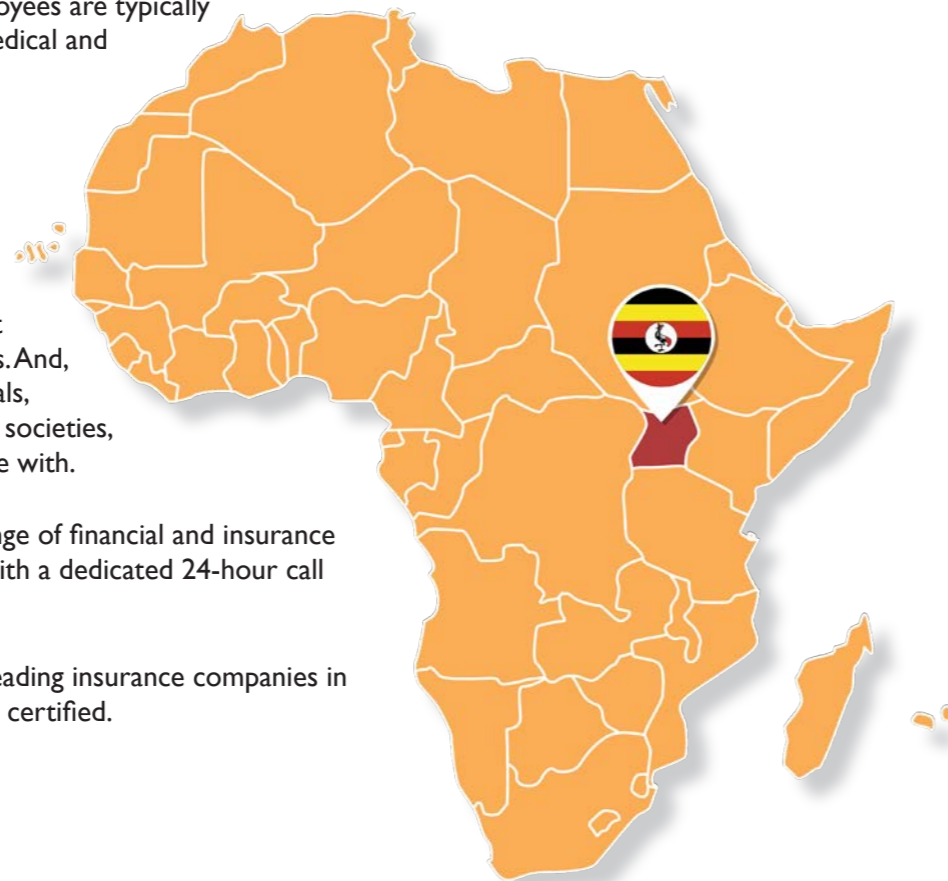 oyees are typically
edical and
t
s. And,
als,
societies,
e with.
nge of financial and insurance
ith a dedicated 24-hour call
eading insurance companies in
certified.